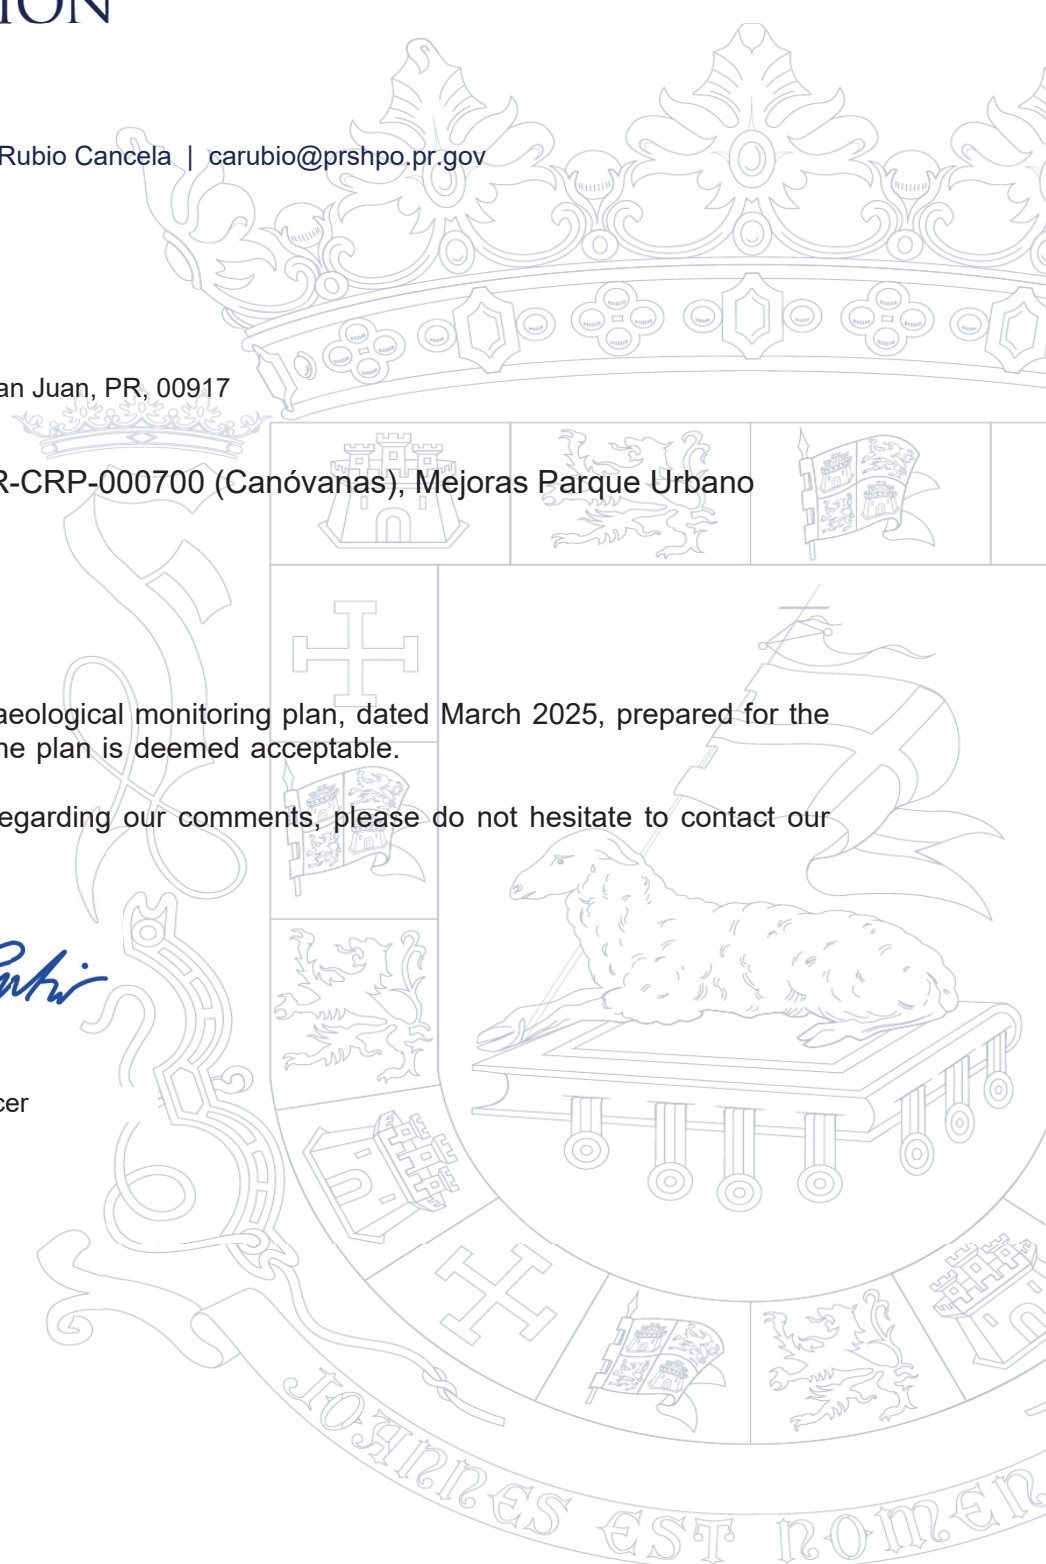 ION
Rubio Cancela | carubio@prshpo.pr.gov
an Juan, PR, 00917
R-CRP-000700 (Canóvanas), Mejoras Parque Urbano
aeological monitoring plan, dated March 2025, prepared for the
he plan is deemed acceptable.
egarding our comments, please do not hesitate to contact our
cer
JOANNES EST NOMEN